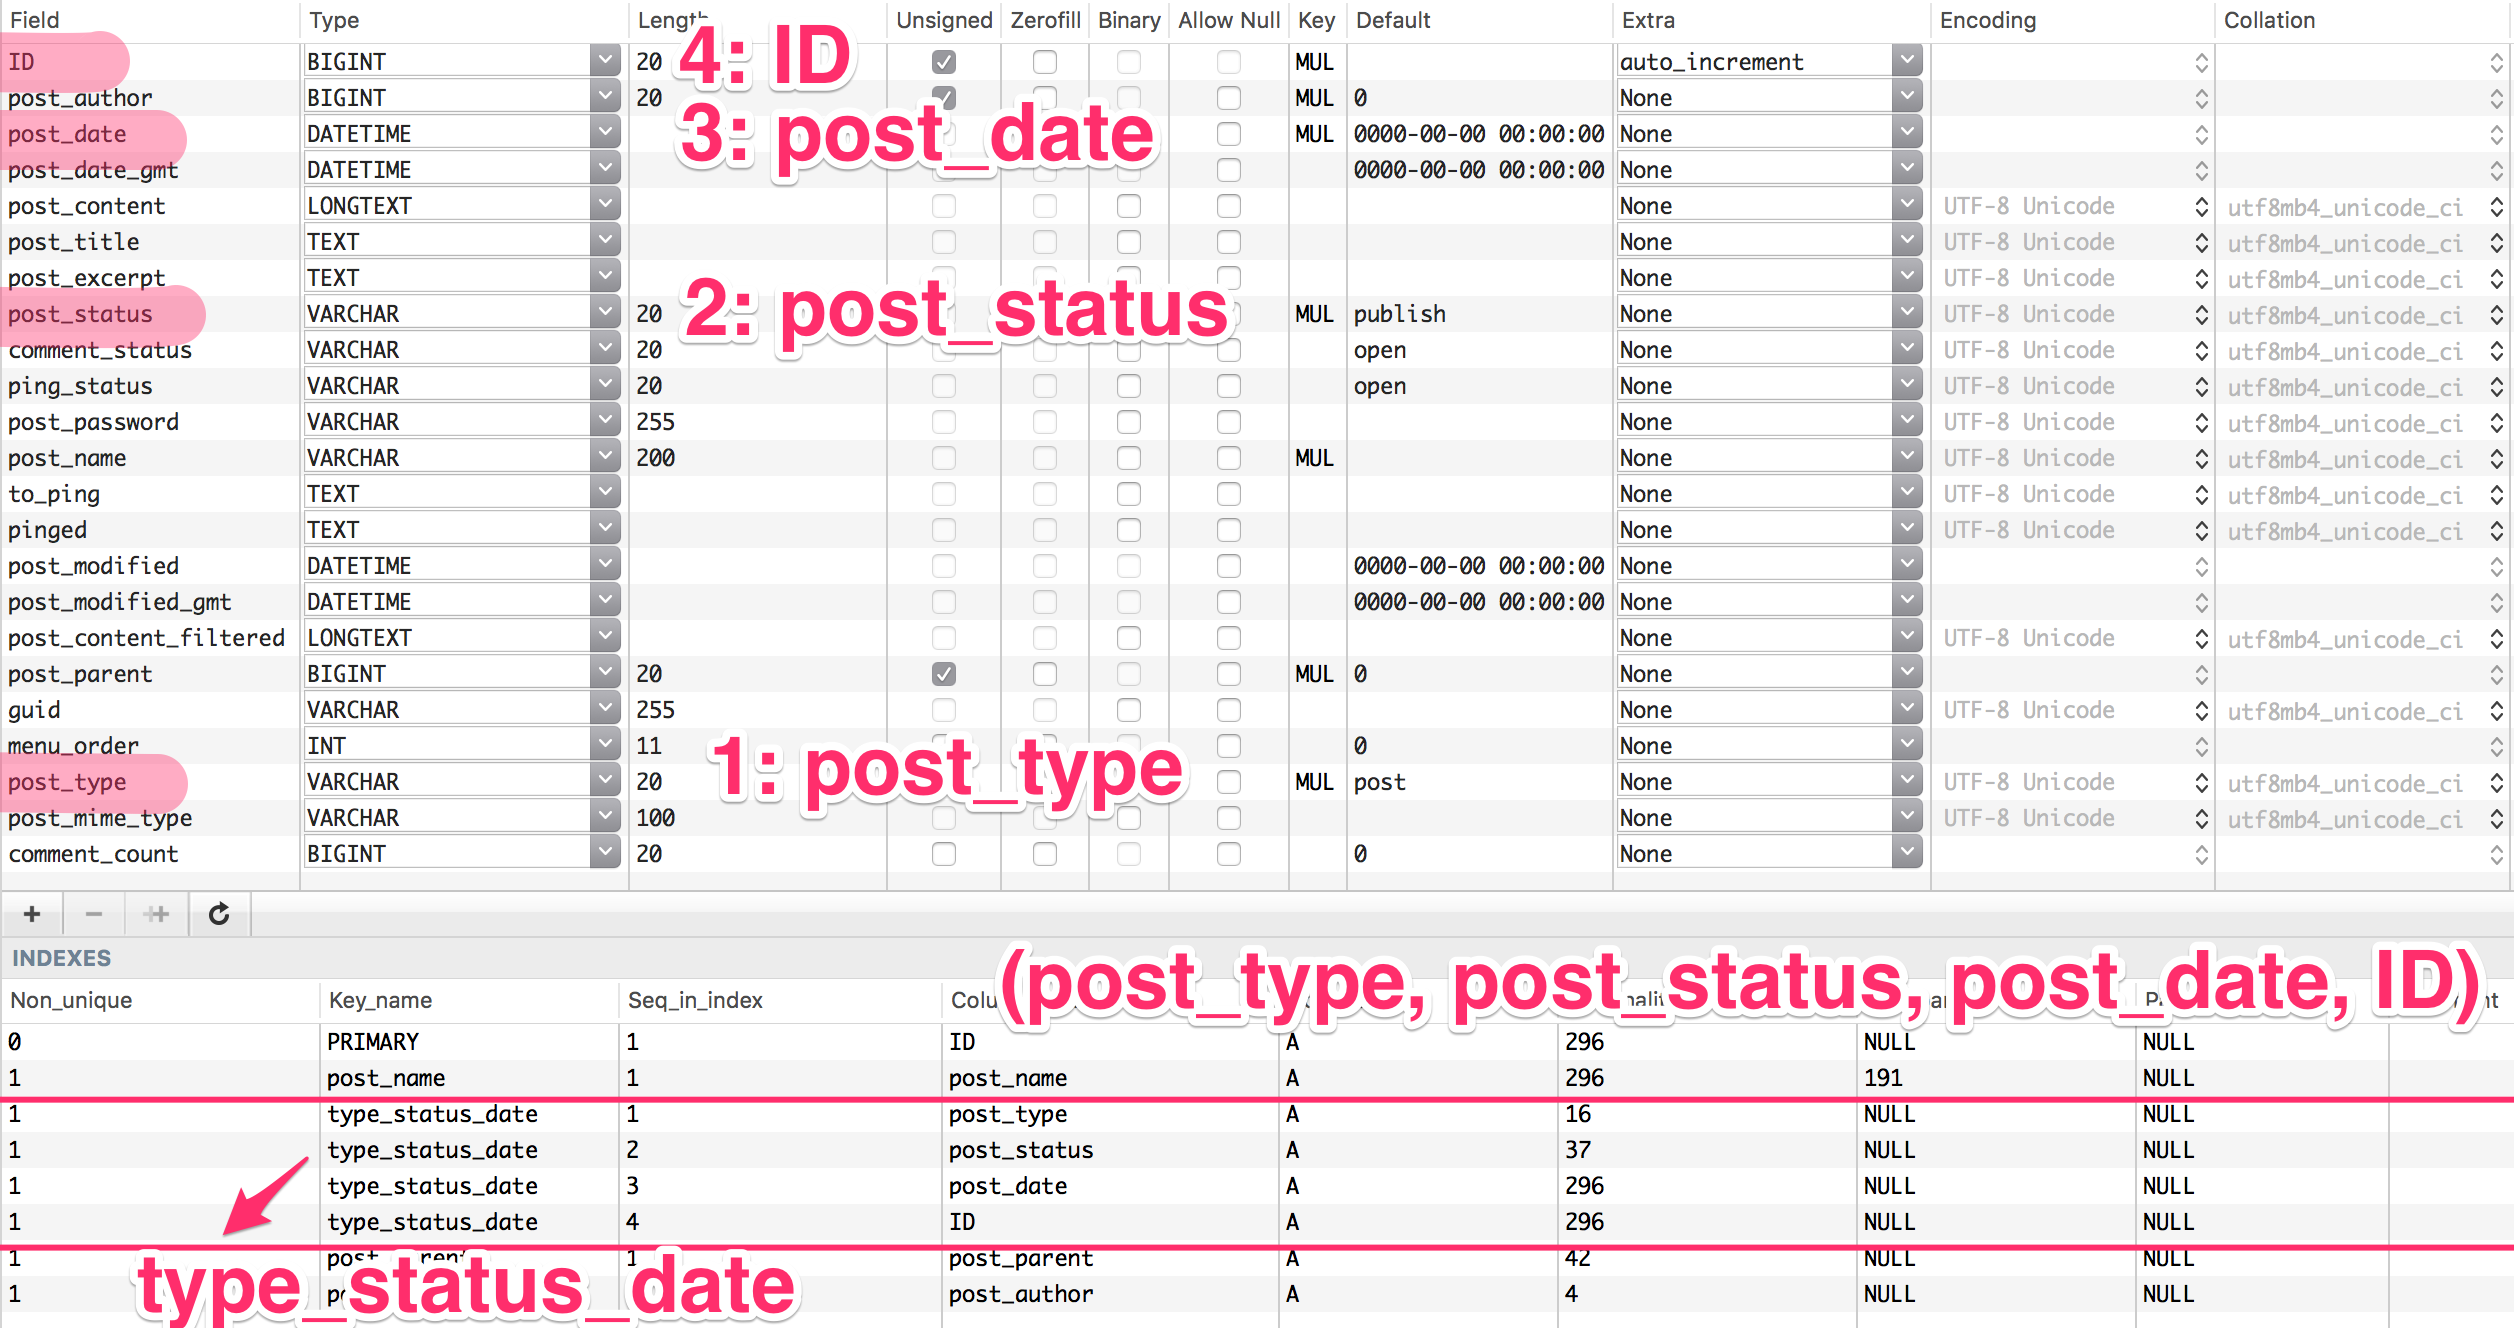 Field Type Length Unsigned Zerofill Binary Allow Null Key Default Extra Encoding Collation
ID BIGINT 20 4: ID MUL auto_increment
post_author BIGINT 20 MUL 0 None
post_date DATETIME 3: post_date MUL 0000-00-00 00:00:00 None
post_date_gmt DATETIME 0000-00-00 00:00:00 None
post_content LONGTEXT None UTF-8 Unicode utf8mb4_unicode_ci
post_title TEXT None UTF-8 Unicode utf8mb4_unicode_ci
post_excerpt TEXT None UTF-8 Unicode utf8mb4_unicode_ci
post_status VARCHAR 20 2: post_status MUL publish None UTF-8 Unicode utf8mb4_unicode_ci
comment_status VARCHAR 20 open None UTF-8 Unicode utf8mb4_unicode_ci
ping_status VARCHAR 20 open None UTF-8 Unicode utf8mb4_unicode_ci
post_password VARCHAR 255 None UTF-8 Unicode utf8mb4_unicode_ci
post_name VARCHAR 200 MUL None UTF-8 Unicode utf8mb4_unicode_ci
to_ping TEXT None UTF-8 Unicode utf8mb4_unicode_ci
pinged TEXT None UTF-8 Unicode utf8mb4_unicode_ci
post_modified DATETIME 0000-00-00 00:00:00 None
post_modified_gmt DATETIME 0000-00-00 00:00:00 None
post_content_filtered LONGTEXT None UTF-8 Unicode utf8mb4_unicode_ci
post_parent BIGINT 20 MUL 0 None
guid VARCHAR 255 None UTF-8 Unicode utf8mb4_unicode_ci
menu_order INT 11 0 None
post_type VARCHAR 20 1: post_type MUL post None UTF-8 Unicode utf8mb4_unicode_ci
post_mime_type VARCHAR 100 None UTF-8 Unicode utf8mb4_unicode_ci
comment_count BIGINT 20 0 None
INDEXES
(post_type, post_status, post_date, ID)
Non_unique Key_name Seq_in_index
0 PRIMARY 1 ID A 296 NULL NULL
1 post_name 1 post_name A 296 191 NULL
1 type_status_date 1 post_type A 16 NULL NULL
1 type_status_date 2 post_status A 37 NULL NULL
1 type_status_date 3 post_date A 296 NULL NULL
1 type_status_date 4 ID A 296 NULL NULL
1 1 post_parent A 42 NULL NULL
1 post_author A 4 NULL NULL
type_status_date